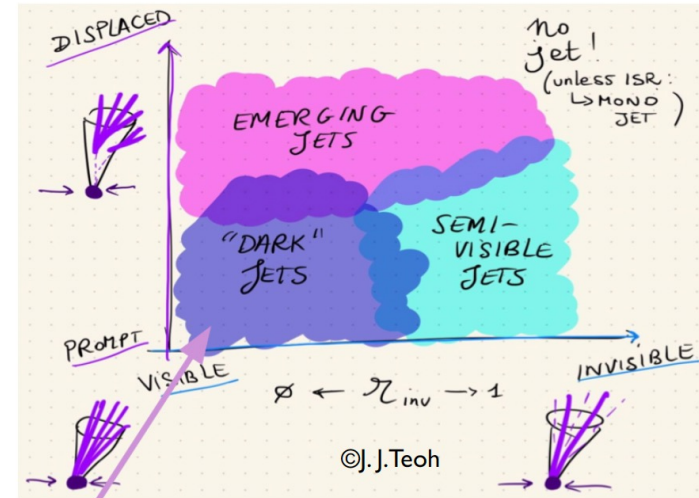 DISPLACED
no
jet!
(unless ISR:
↳MONO
JET)
EMERGING
JETS
"DARK"
JETS
SEMI-
VISIBLE
JETS
PROMPT
VISIBLE
INVISIBLE
ø ← r_inv → 1
©J. J. Teoh